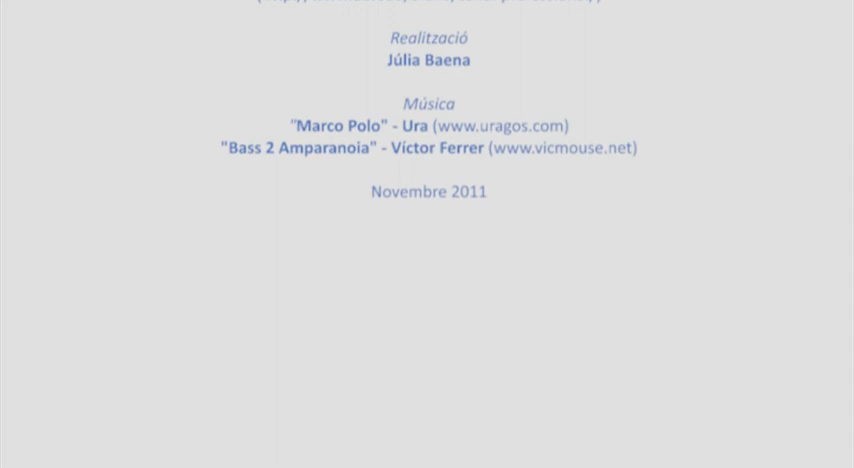 Realització
Júlia Baena
Música
"Marco Polo" - Ura (www.uragos.com)
"Bass 2 Amparanoia" - Víctor Ferrer (www.vicmouse.net)
Novembre 2011